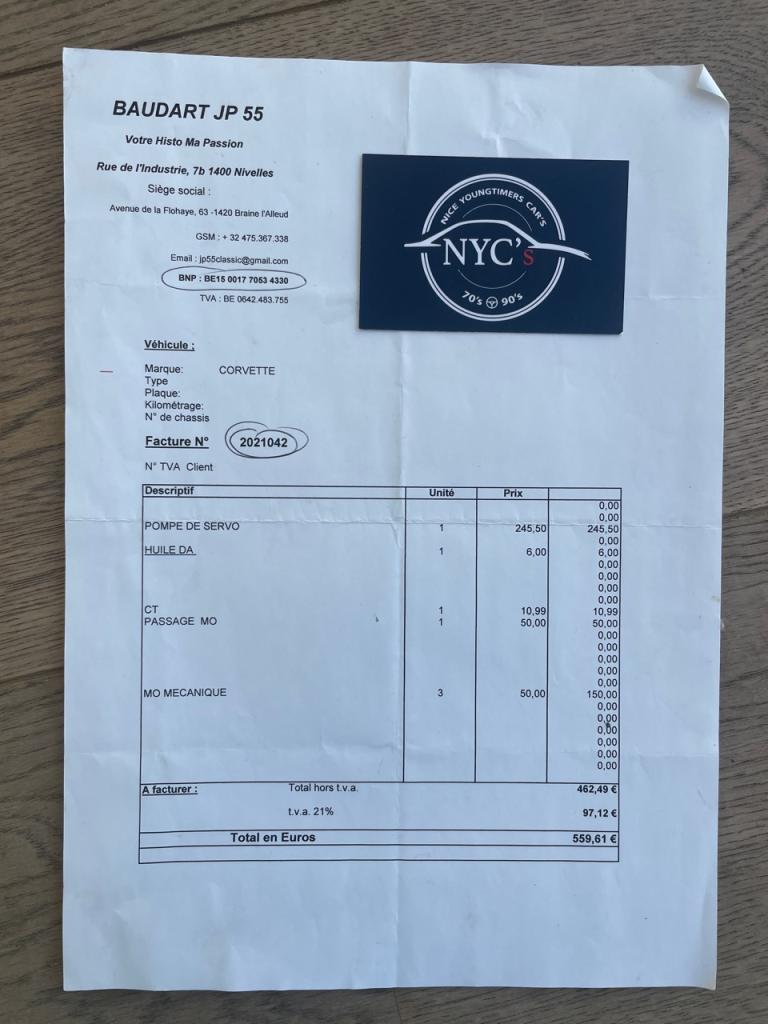 BAUDART JP 55
Votre Histo Ma Passion
Rue de l'Industrie, 7b 1400 Nivelles
Siège social :
Avenue de la Flohaye, 63 -1420 Braine l'Alleud
GSM : + 32 475.367.338
Email : jp55classic@gmail.com
BNP : BE15 0017 7053 4330
TVA : BE 0642.483.755
NICE YOUNGTIMERS CAR'S
NYC's
70's 90's
Véhicule :
Marque: CORVETTE
Type
Plaque:
Kilométrage:
N° de chassis
Facture N° 2021042
N° TVA Client
Descriptif Unité Prix
0,00
0,00
POMPE DE SERVO 1 245,50 245,50
0,00
HUILE DA 1 6,00 6,00
0,00
0,00
0,00
0,00
CT 1 10,99 10,99
PASSAGE MO 1 50,00 50,00
0,00
0,00
0,00
0,00
0,00
MO MECANIQUE 3 50,00 150,00
0,00
0,00
0,00
0,00
0,00
0,00
A facturer : Total hors t.v.a. 462,49 €
t.v.a. 21% 97,12 €
Total en Euros 559,61 €